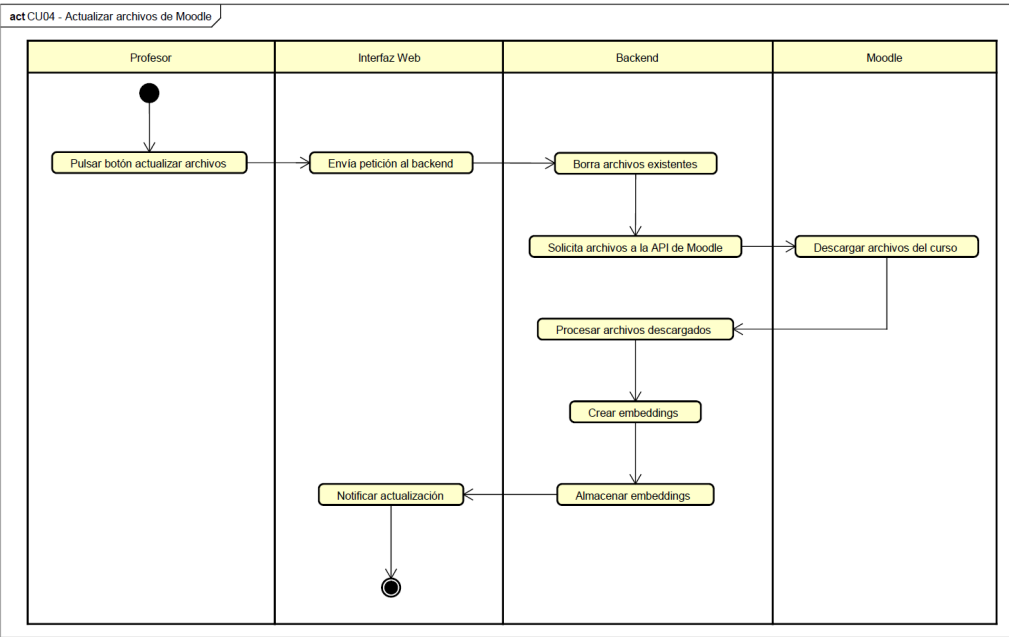 act CU04 - Actualizar archivos de Moodle
Profesor
Interfaz Web
Backend
Moodle
Pulsar botón actualizar archivos
Envía petición al backend
Borra archivos existentes
Solicita archivos a la API de Moodle
Descargar archivos del curso
Procesar archivos descargados
Crear embeddings
Notificar actualización
Almacenar embeddings